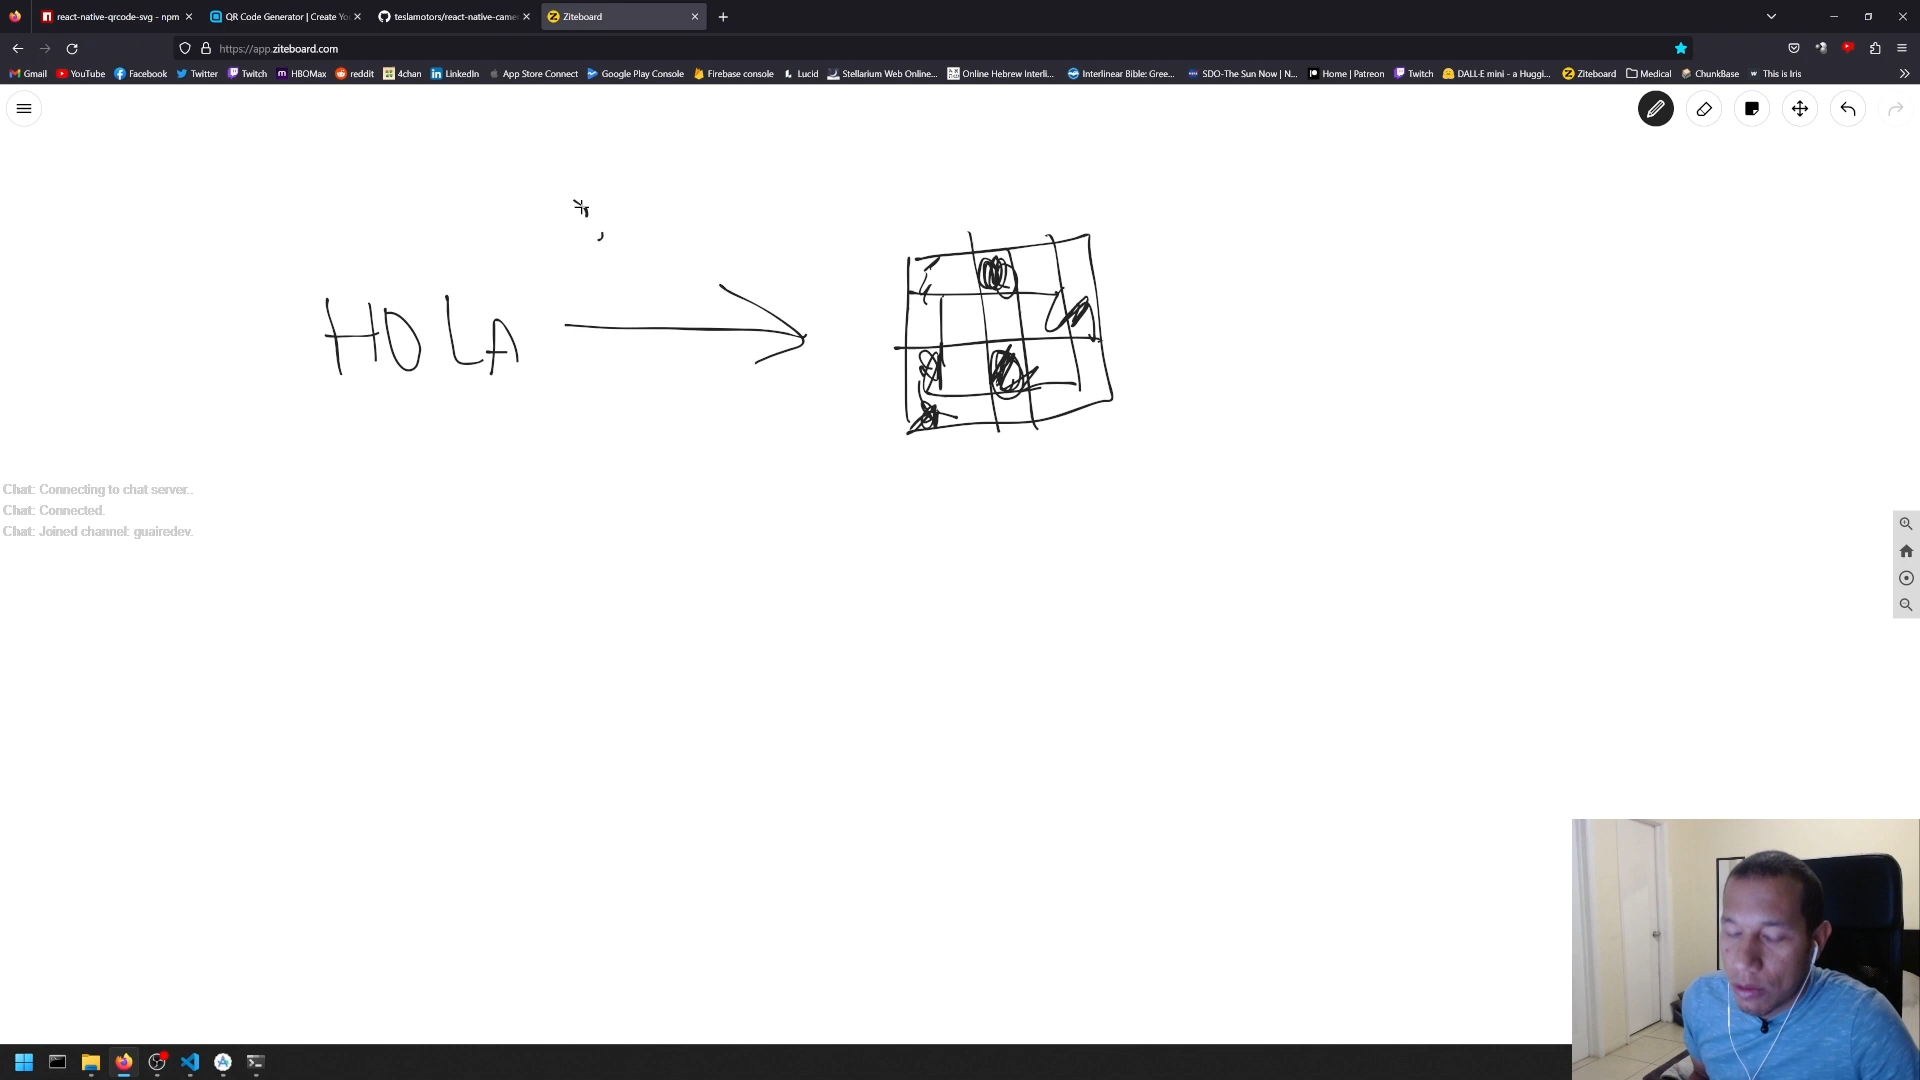 react-native-qrcode-svg - npm
QR Code Generator | Create Yo
teslamotors/react-native-came
Ziteboard
https://app.ziteboard.com
Gmail YouTube Facebook Twitter Twitch HBOMax reddit 4chan LinkedIn App Store Connect Google Play Console Firebase console Lucid Stellarium Web Online... Online Hebrew Interli... Interlinear Bible: Gree... SDO-The Sun Now | N... Home | Patreon Twitch DALL-E mini - a Huggi... Ziteboard Medical ChunkBase This is Iris
HOLA
Chat: Connecting to chat server..
Chat: Connected.
Chat: Joined channel: guairedev.